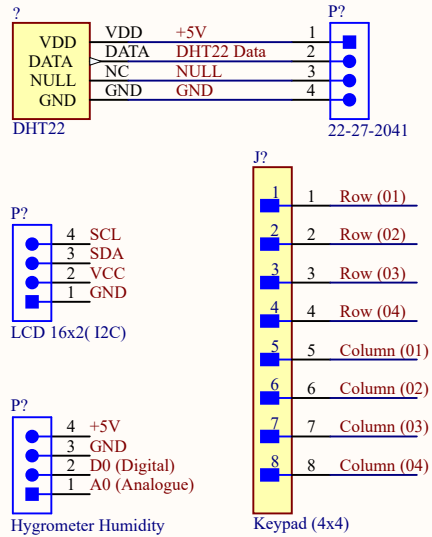 ?
P?
VDD VDD +5V 1
DATA DATA DHT22 Data 2
NULL NC NULL 3
GND GND GND 4
DHT22
22-27-2041
J?
1 1 Row (01)
2 2 Row (02)
3 3 Row (03)
4 4 Row (04)
5 5 Column (01)
6 6 Column (02)
7 7 Column (03)
8 8 Column (04)
Keypad (4x4)
P?
4 SCL
3 SDA
2 VCC
1 GND
LCD 16x2( I2C)
P?
4 +5V
3 GND
2 D0 (Digital)
1 A0 (Analogue)
Hygrometer Humidity